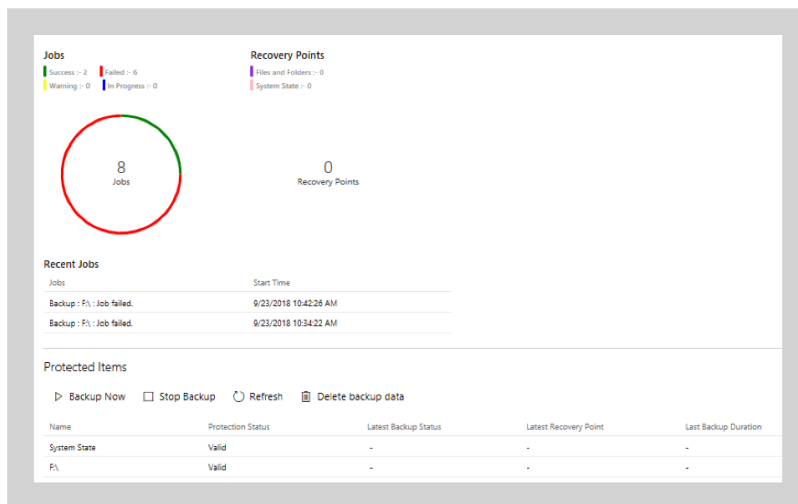 Jobs
Recovery Points
Success :- 2 Failed :- 6
Files and Folders :- 0
Warning :- 0 In Progress :- 0
System State :- 0
8
Jobs
0
Recovery Points
Recent Jobs
Jobs Start Time
Backup : F:\ : Job failed. 9/23/2018 10:42:26 AM
Backup : F:\ : Job failed. 9/23/2018 10:34:22 AM
Protected Items
Backup Now Stop Backup Refresh Delete backup data
Name Protection Status Latest Backup Status Latest Recovery Point Last Backup Duration
System State Valid - - -
F:\ Valid - - -